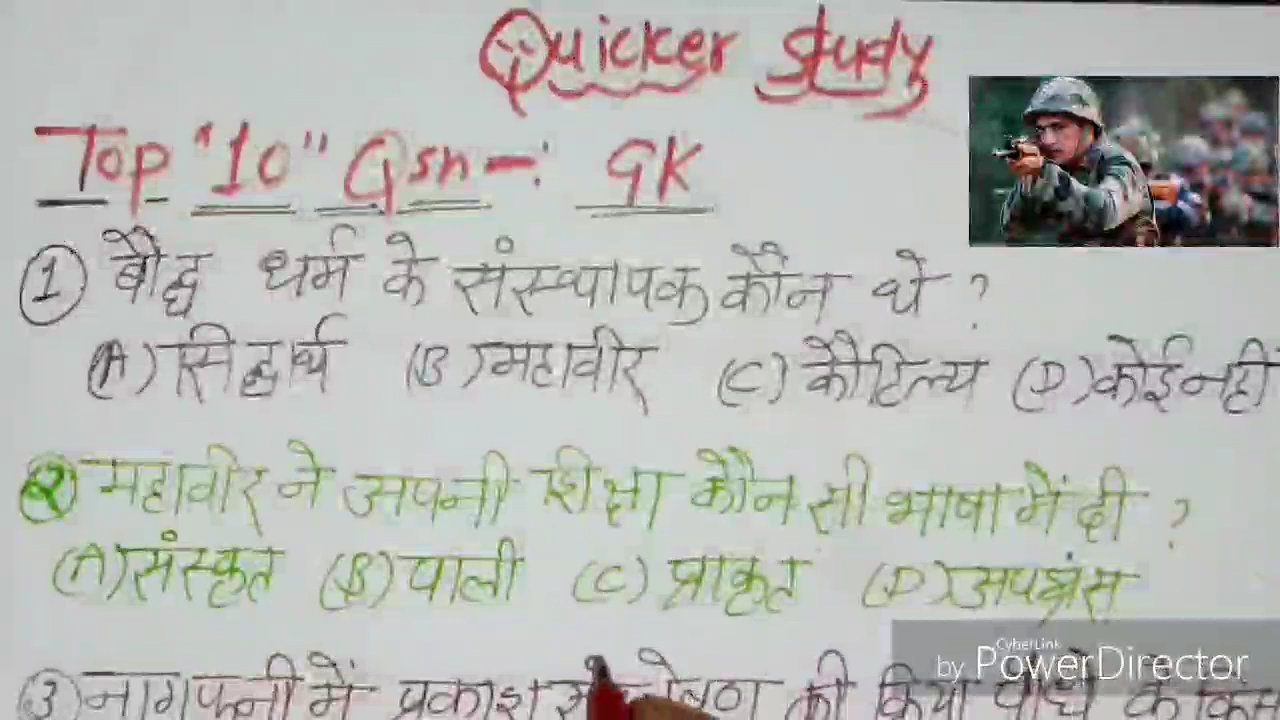 Quicker Study
Top "10" Qsn-: GK
① बौद्ध धर्म के संस्थापक कौन थे ?
(A) सिद्धार्थ (B) महावीर (C) कौटिल्य (D) कोई नही
② महावीर ने अपनी शिक्षा कौन सी भाषा में दी ?
(A) संस्कृत (B) पाली (C) प्राकृत (D) अपभ्रंस
③ नागफनी में प्रकाश की क्रिया पौधे के
CyberLink
by PowerDirector